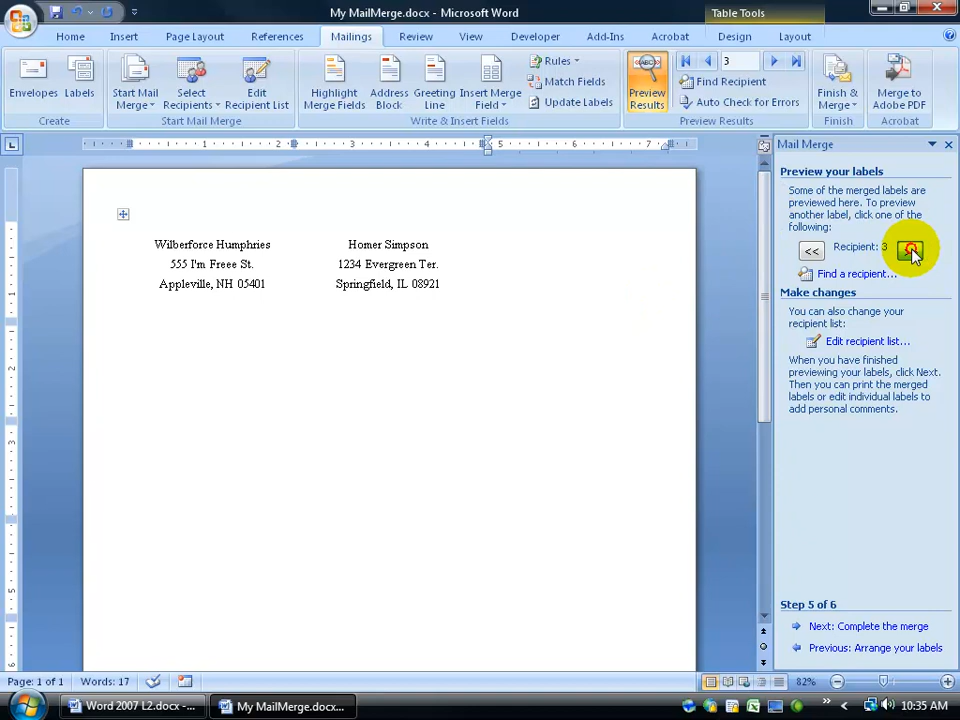 My MailMerge.docx - Microsoft Word
Table Tools
Home Insert Page Layout References Mailings Review View Developer Add-Ins Acrobat Design Layout
Envelopes Labels
Create
Start Mail Merge
Select Recipients
Edit Recipient List
Start Mail Merge
Highlight Merge Fields
Address Block
Greeting Line
Insert Merge Field
Rules
Match Fields
Update Labels
Write & Insert Fields
ABC
Preview Results
3
Find Recipient
Auto Check for Errors
Preview Results
Finish & Merge
Finish
Merge to Adobe PDF
Acrobat
1 2 3 4 5 6 7
Wilberforce Humphries
555 I'm Freee St.
Appleville, NH 05401
Homer Simpson
1234 Evergreen Ter.
Springfield, IL 08921
Mail Merge
Preview your labels
Some of the merged labels are
previewed here. To preview
another label, click one of the
following:
<< Recipient: 3
Find a recipient...
Make changes
You can also change your
recipient list:
Edit recipient list...
When you have finished
previewing your labels, click Next.
Then you can print the merged
labels or edit individual labels to
add personal comments.
Step 5 of 6
Next: Complete the merge
Previous: Arrange your labels
Page: 1 of 1 Words: 17 82%
Word 2007 L2.docx -... My MailMerge.docx... 10:35 AM